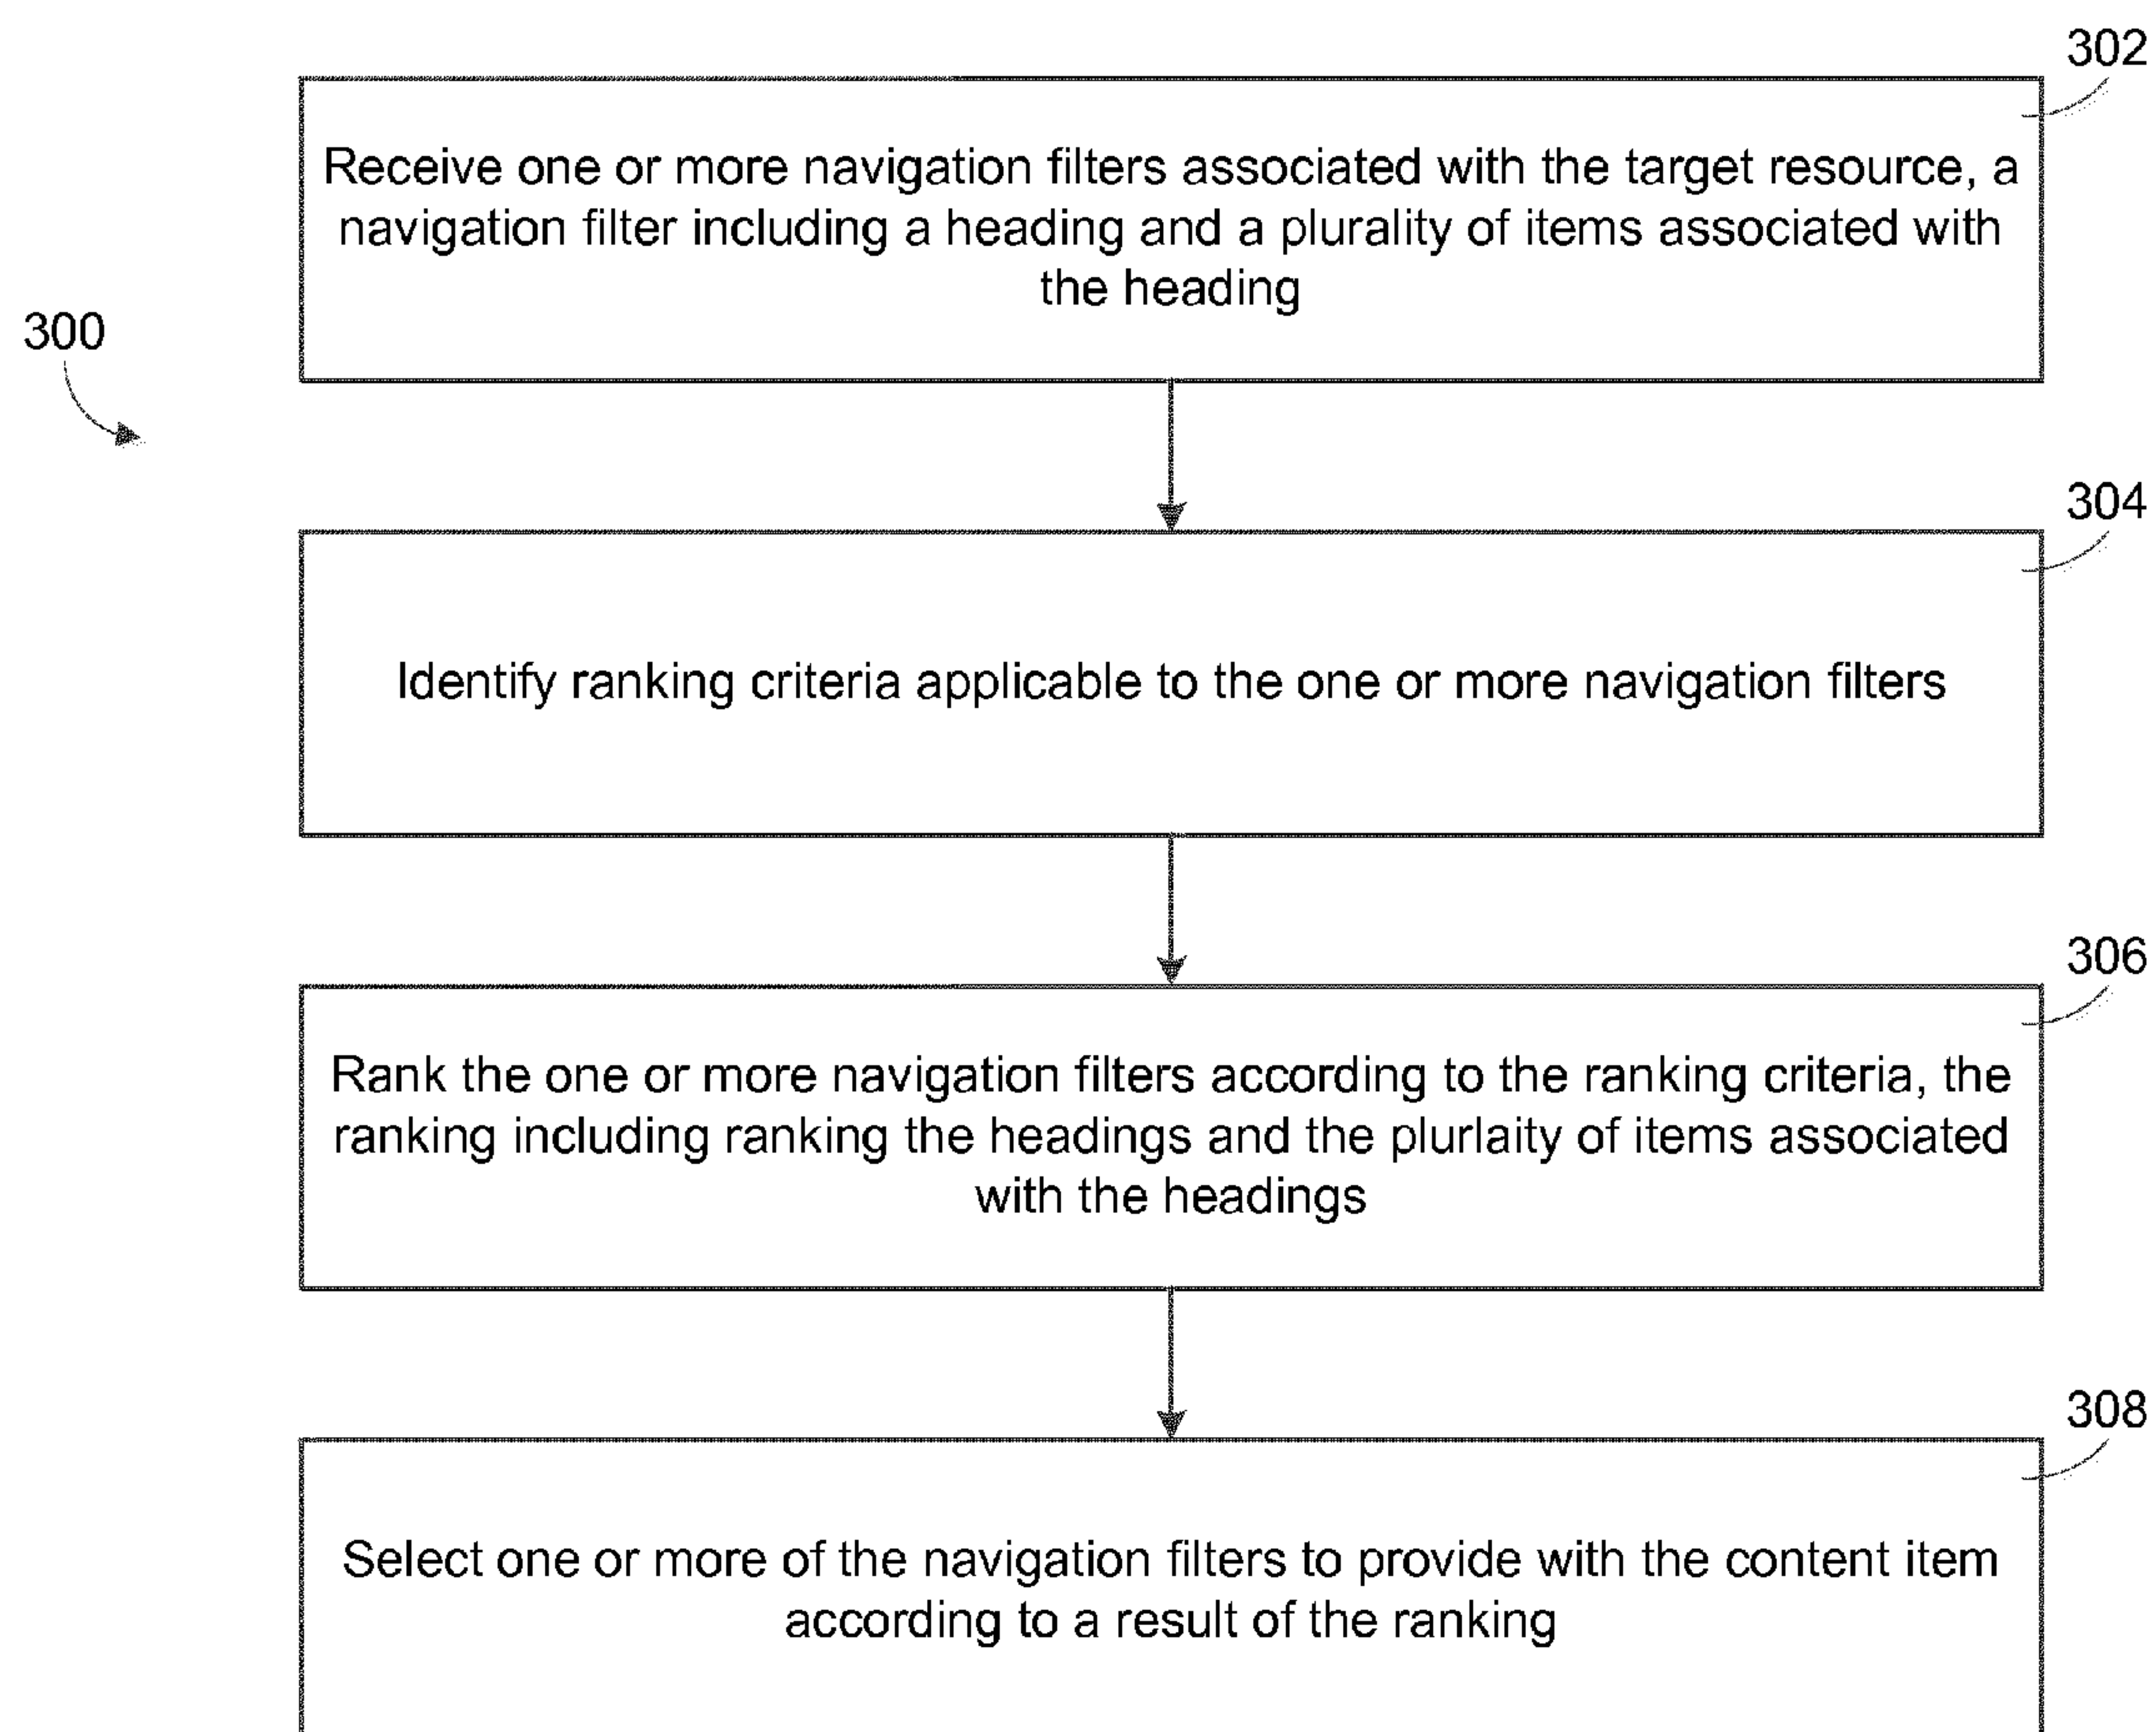 302
Receive one or more navigation filters associated with the target resource, a
navigation filter including a heading and a plurality of items associated with
the heading
300
304
Identify ranking criteria applicable to the one or more navigation filters
306
Rank the one or more navigation filters according to the ranking criteria, the
ranking including ranking the headings and the plurlaity of items associated
with the headings
308
Select one or more of the navigation filters to provide with the content item
according to a result of the ranking